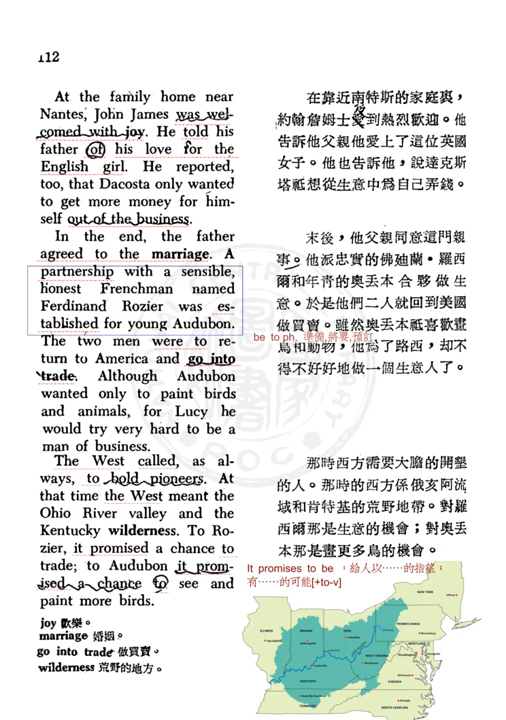 112
At the family home near
Nantes, John James was wel-
comed with joy. He told his
father of his love for the
English girl. He reported,
too, that Dacosta only wanted
to get more money for him-
self out of the business.
In the end, the father
agreed to the marriage. A
partnership with a sensible,
honest Frenchman named
Ferdinand Rozier was es-
tablished for young Audubon.
The two men were to re-
turn to America and go into
trade. Although Audubon
wanted only to paint birds
and animals, for Lucy he
would try very hard to be a
man of business.
The West called, as al-
ways, to bold pioneers. At
that time the West meant the
Ohio River valley and the
Kentucky wilderness. To Ro-
zier, it promised a chance to
trade; to Audubon it prom-
ised a chance to see and
paint more birds.
joy 歡樂。
marriage 婚姻。
go into trade 做買賣。
wilderness 荒野的地方。
在靠近南特斯的家庭裏，
約翰詹姆士受到熱烈歡迎。他
告訴他父親他愛上了這位英國
女子。他也告訴他，說達克斯
塔祇想從生意中爲自己弄錢。
末後，他父親同意這門親
事。他派忠實的佛廸蘭·羅西
爾和年青的奧丟本合夥做生
意。於是他們二人就回到美國
做買賣。雖然奧丟本祇喜歡畫
be to ph. 準備,將要,預訂
鳥和動物，他爲了路西，却不
得不好好地做一個生意人了。
那時西方需要大膽的開墾
的人。那時的西方係俄亥阿流
域和肯特基的荒野地帶。對羅
西爾那是生意的機會；對奧丟
本那是畫更多鳥的機會。
It promises to be ，給人以……的指望；
有……的可能[+to-v]
NEW YORK
PENNSYLVANIA
ILLINOIS
INDIANA
OHIO
MARYLAND
WEST VIRGINIA
VIRGINIA
KENTUCKY
TENNESSEE
NORTH CAROLINA